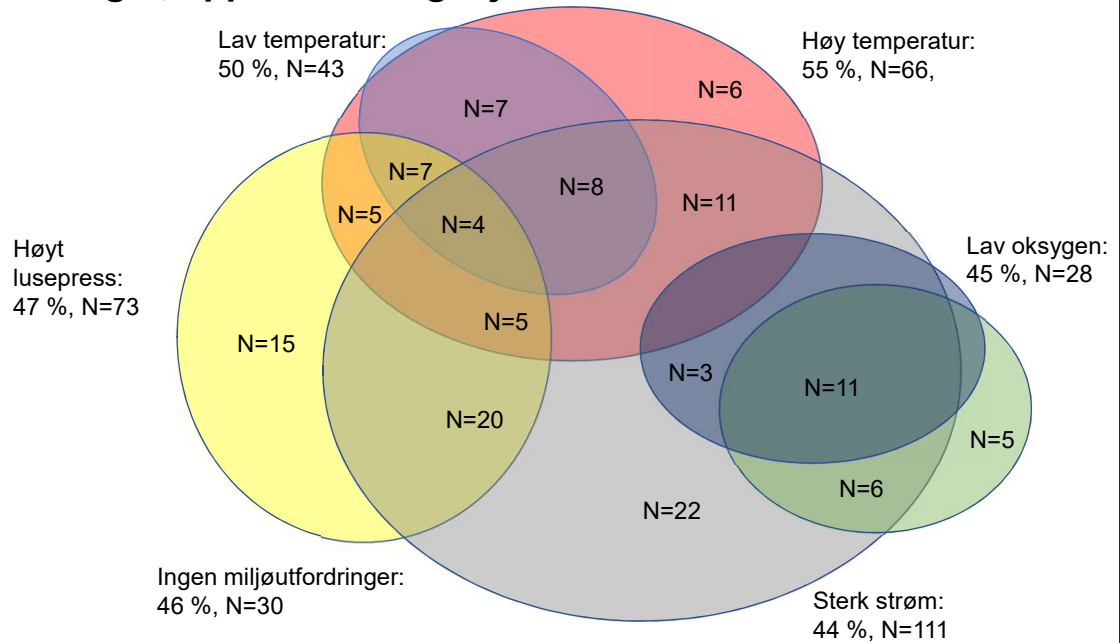 Lav temperatur:
50 %, N=43
Høy temperatur:
55 %, N=66,
N=6
N=7
N=7
N=8
N=5
N=4
N=11
Høyt
lusepress:
47 %, N=73
Lav oksygen:
45 %, N=28
N=15
N=5
N=3
N=11
N=20
N=5
N=6
N=22
Ingen miljøutfordringer:
46 %, N=30
Sterk strøm:
44 %, N=111